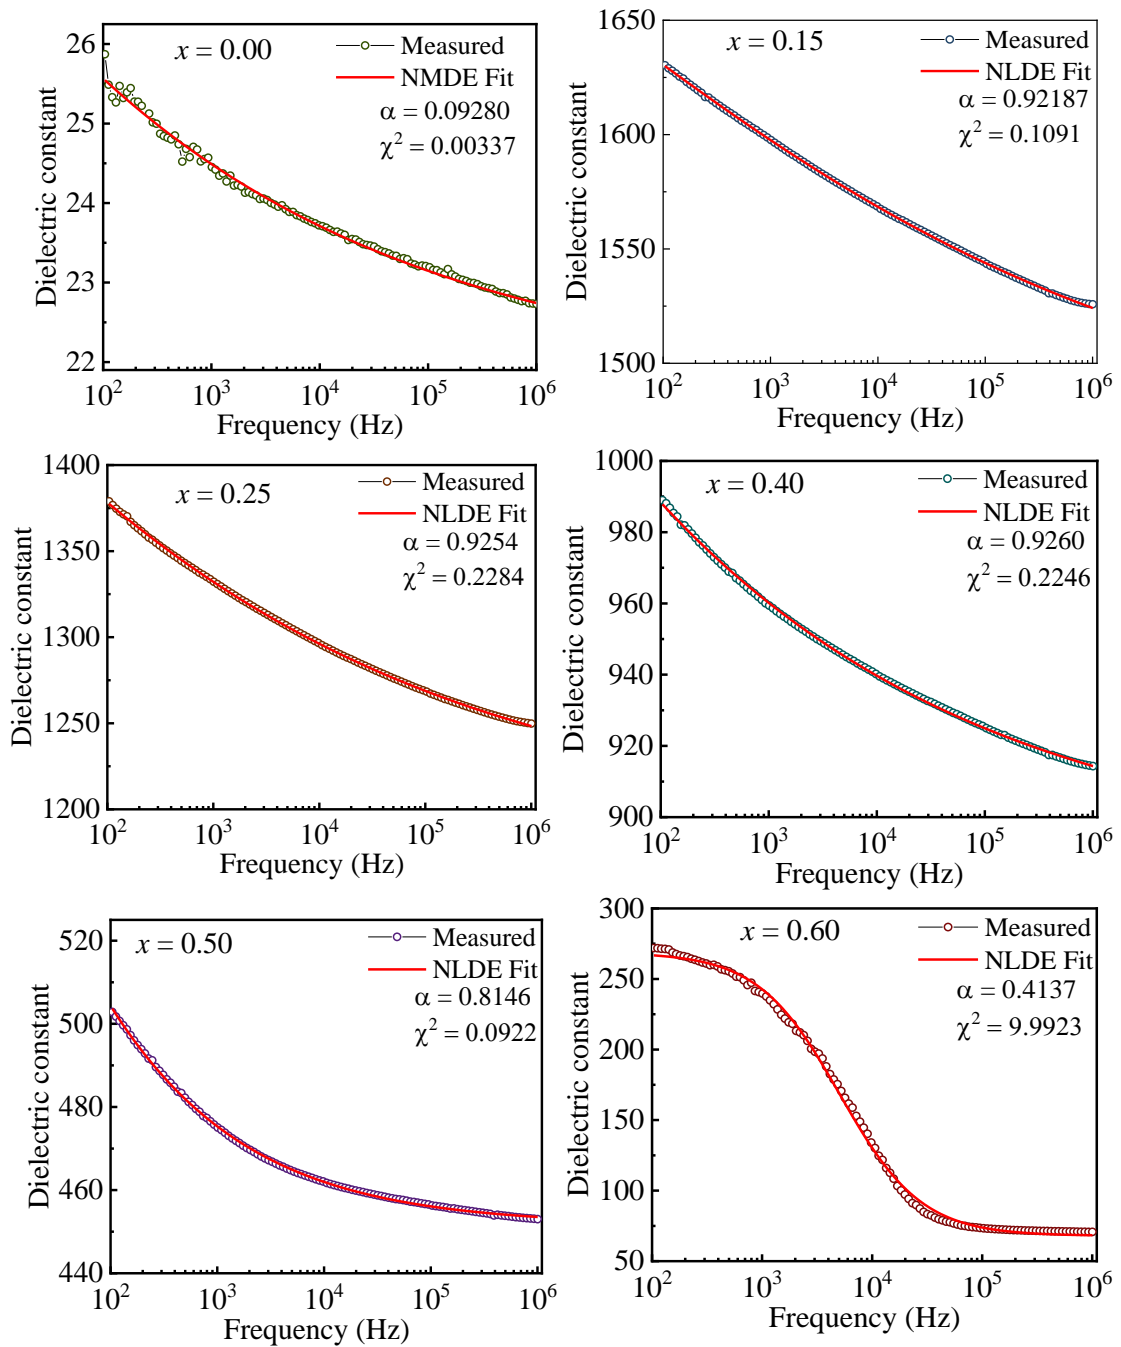 x = 0.00
Measured
NMDE Fit
α = 0.09280
χ² = 0.00337
26
25
24
23
22
Dielectric constant
10² 10³ 10⁴ 10⁵ 10⁶
Frequency (Hz)
x = 0.15
Measured
NLDE Fit
α = 0.92187
χ² = 0.1091
1650
1600
1550
1500
Dielectric constant
10² 10³ 10⁴ 10⁵ 10⁶
Frequency (Hz)
x = 0.25
Measured
NLDE Fit
α = 0.9254
χ² = 0.2284
1400
1350
1300
1250
1200
Dielectric constant
10² 10³ 10⁴ 10⁵ 10⁶
Frequency (Hz)
x = 0.40
Measured
NLDE Fit
α = 0.9260
χ² = 0.2246
1000
980
960
940
920
900
Dielectric constant
10² 10³ 10⁴ 10⁵ 10⁶
Frequency (Hz)
x = 0.50
Measured
NLDE Fit
α = 0.8146
χ² = 0.0922
520
500
480
460
440
Dielectric constant
10² 10³ 10⁴ 10⁵ 10⁶
Frequency (Hz)
x = 0.60
Measured
NLDE Fit
α = 0.4137
χ² = 9.9923
300
250
200
150
100
50
Dielectric constant
10² 10³ 10⁴ 10⁵ 10⁶
Frequency (Hz)